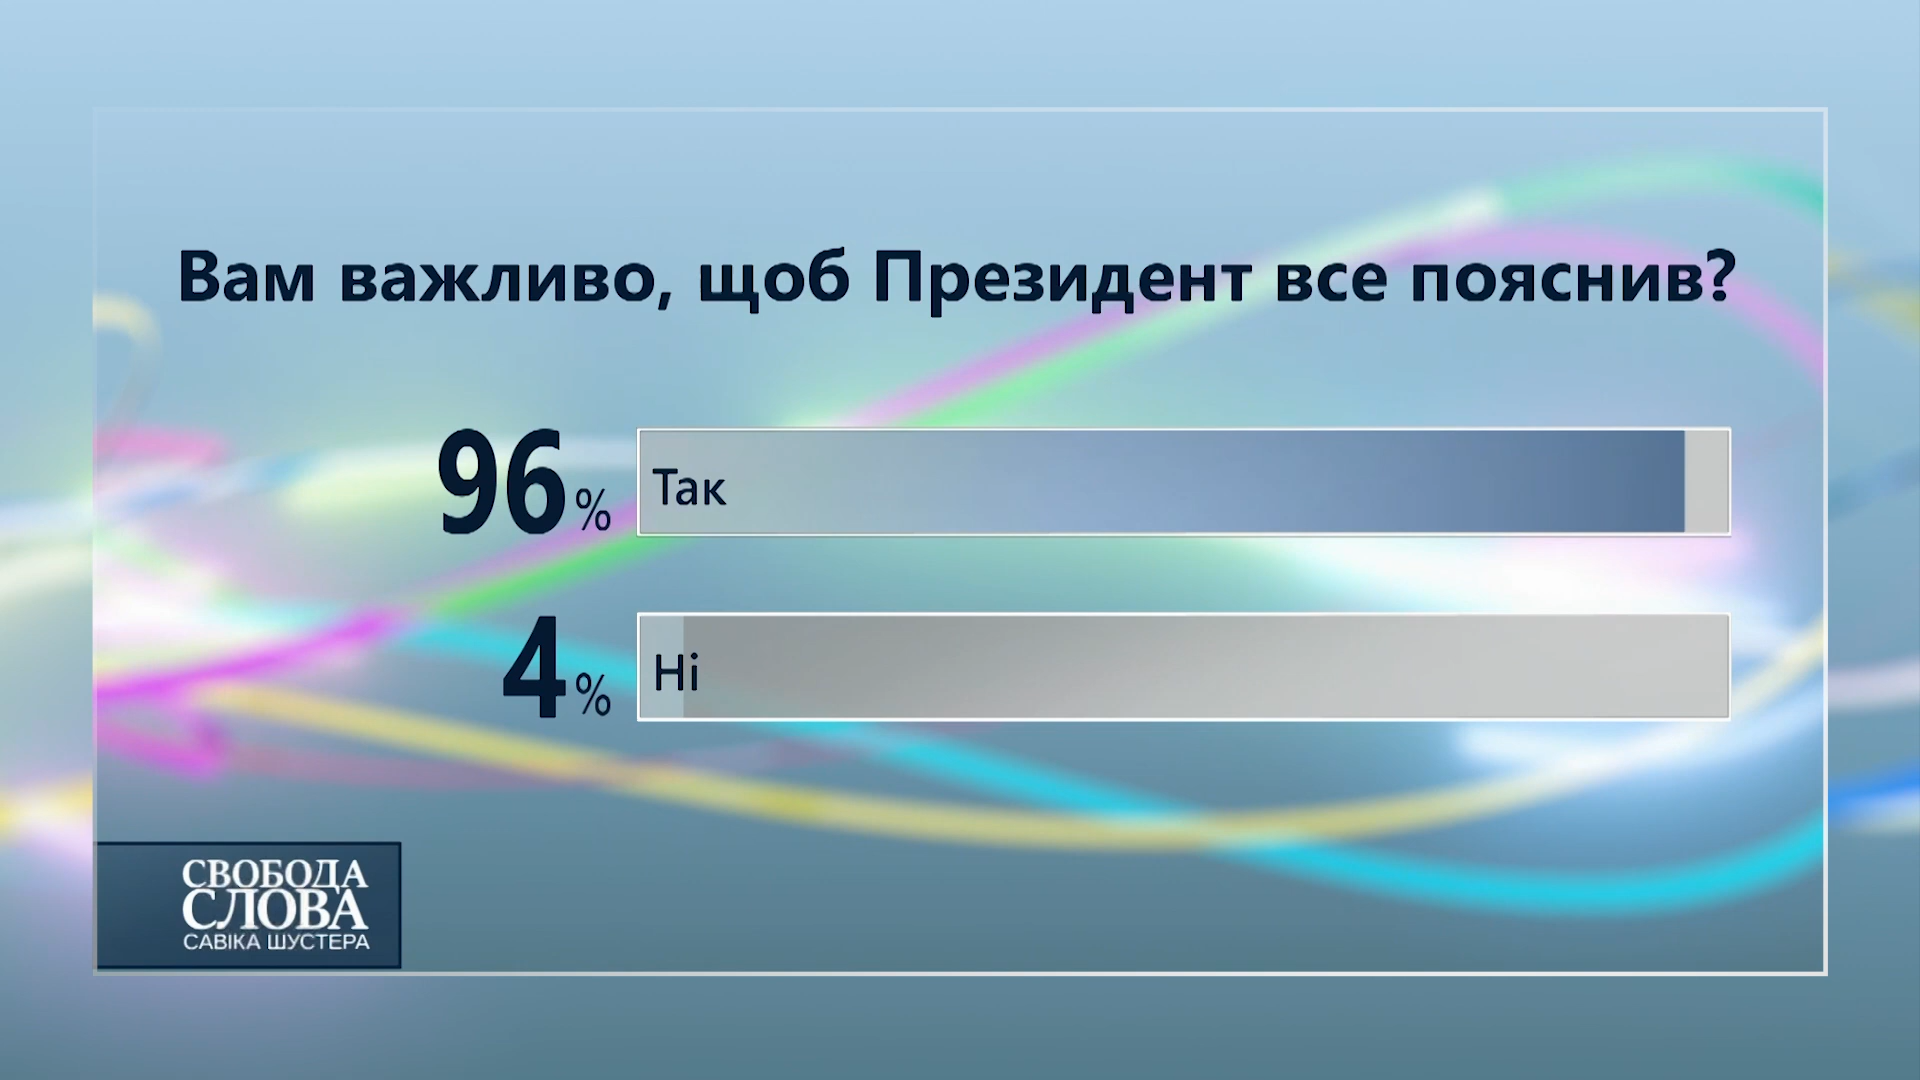 Вам важливо, щоб Президент все пояснив?
96% Так
4% Ні
СВОБОДА
СЛОВА
САВІКА ШУСТЕРА